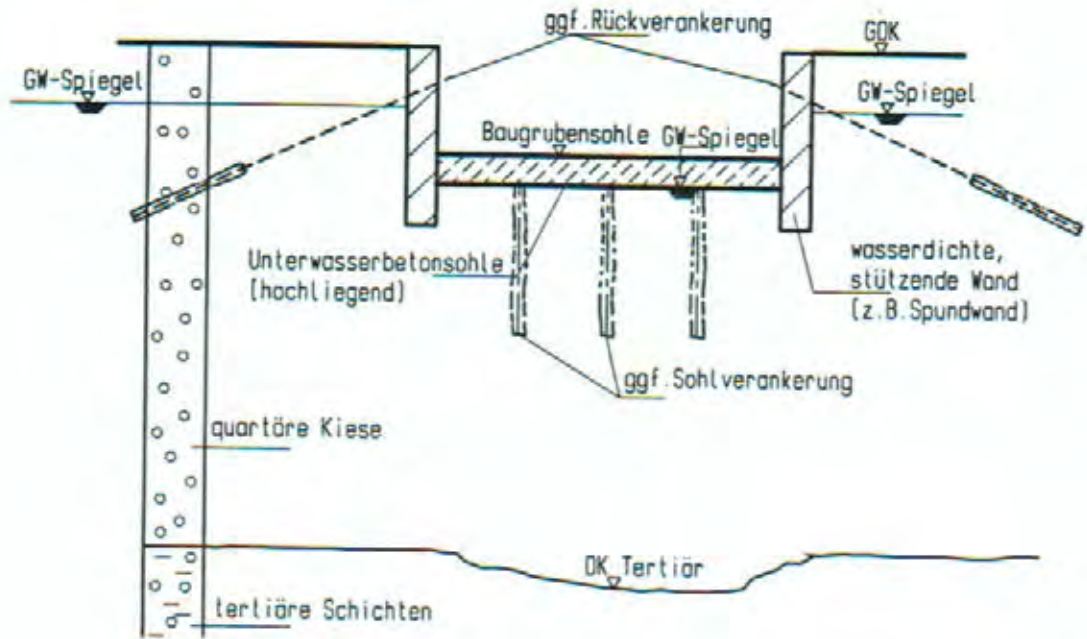 ggf.Rückverankerung
GOK
GW-Spiegel
GW-Spiegel
Baugrubensohle
GW-Spiegel
Unterwasserbetonsohle
(hochliegend)
wasserdichte,
stützende Wand
(z.B.Spundwand)
ggf.Sohlverankerung
quartäre Kiese
OK Tertiär
tertiäre Schichten